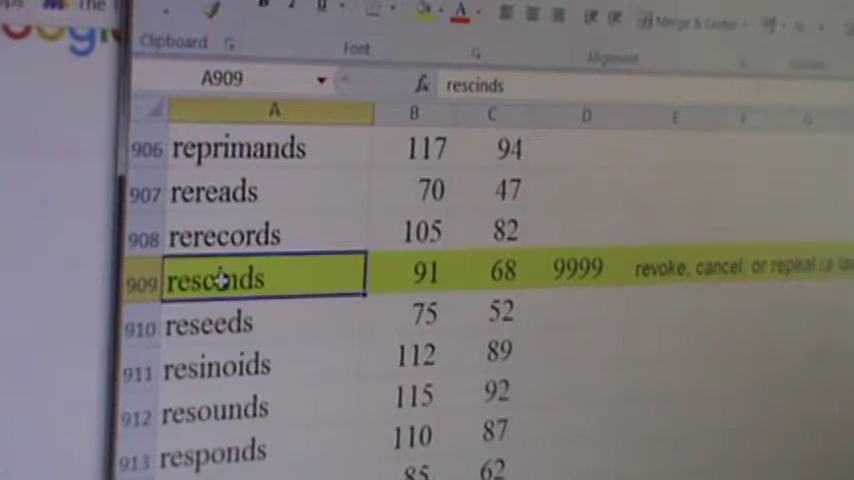 The
Clipboard Font Alignment
A909 fx rescinds
A B C D E F G
906 reprimands 117 94
907 rereads 70 47
908 rerecords 105 82
909 rescinds 91 68 9999 revoke, cancel, or repeal (a
910 reseeds 75 52
911 resinoids 112 89
912 resounds 115 92
913 responds 110 87
85 62